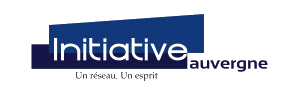 Initiative
auvergne
Un réseau, Un esprit